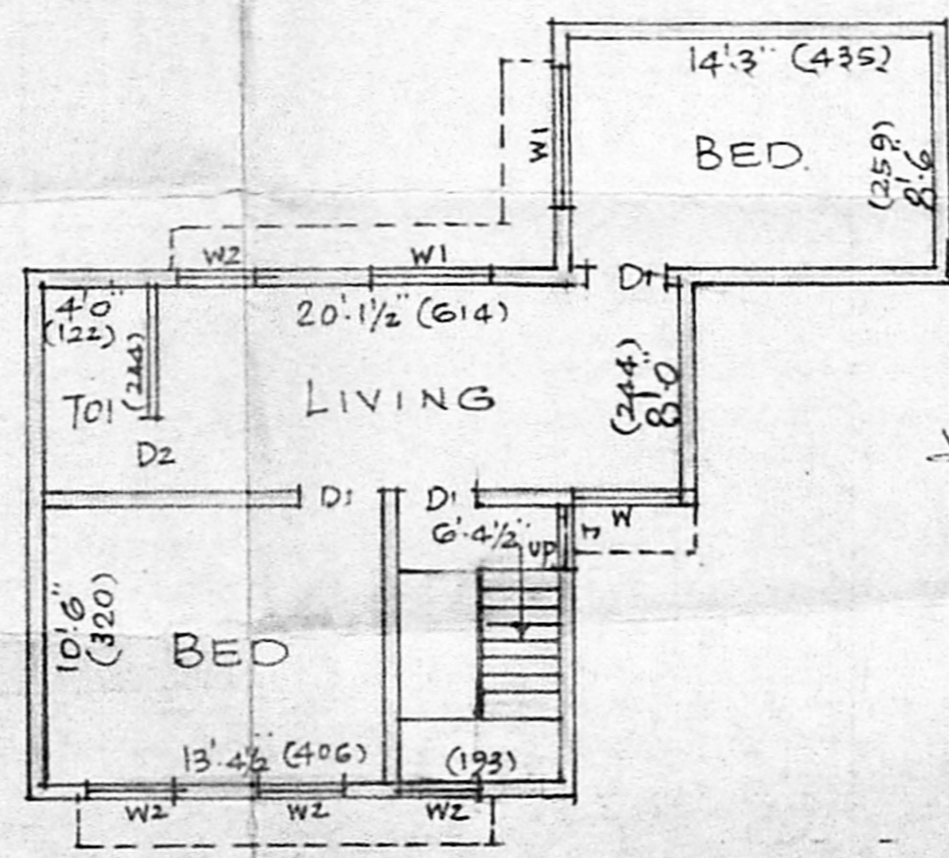 14'.3" (435)
BED.
W1
(259)
8'.6
W2
W1
D1
4'.0"
(122)
(244)
TOI
D2
20'.1½" (614)
LIVING
(244)
8'.0"
D1
D1
W
6'.4½"
UP
10'.6"
(320)
BED
13'.4½" (406)
(193)
W2
W2
W2